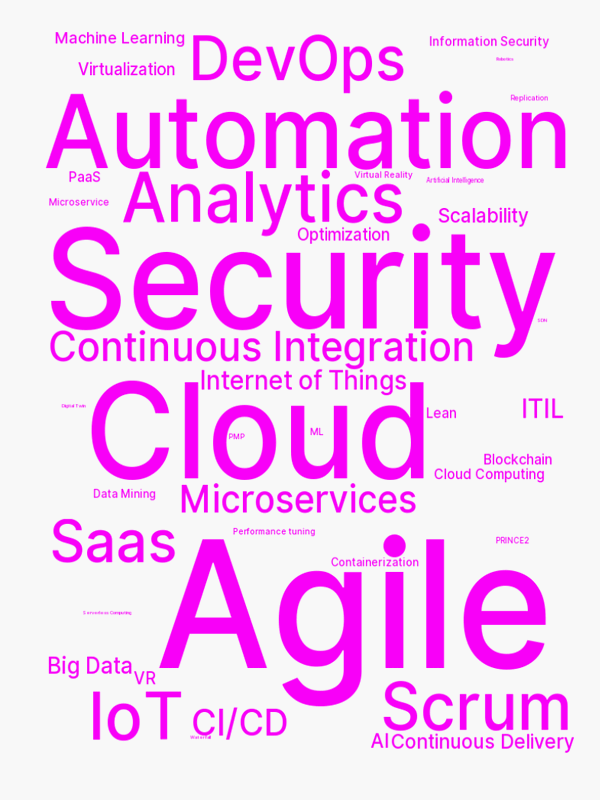 Machine Learning
DevOps
Information Security
Robotics
Virtualization
Automation
Replication
PaaS
Analytics
Virtual Reality
Artificial Intelligence
Microservice
Scalability
Optimization
Security
SDN
Continuous Integration
Internet of Things
Cloud
Digital Twin
Lean
ITIL
PMP
ML
Blockchain
Cloud Computing
Data Mining
Microservices
Saas
Performance tuning
PRINCE2
Agile
Containerization
Serverless Computing
Big Data
VR
IoT
CI/CD
Scrum
Waterfall
AI
Continuous Delivery